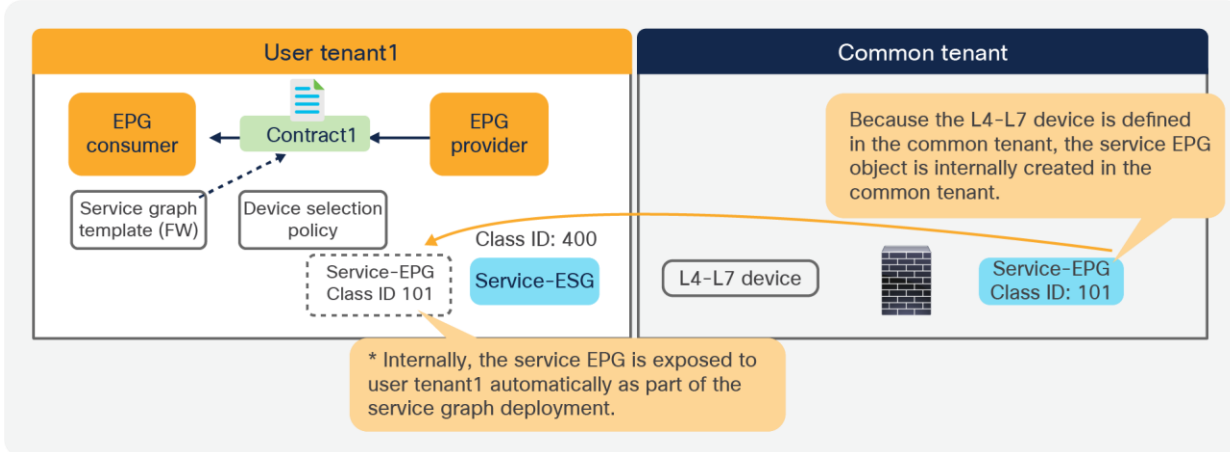 User tenant1
Common tenant
EPG
consumer
Contract1
EPG
provider
Because the L4-L7 device is defined
in the common tenant, the service EPG
object is internally created in the
common tenant.
Service graph
template (FW)
Device selection
policy
Class ID: 400
Service-EPG
Class ID 101
Service-ESG
L4-L7 device
Service-EPG
Class ID: 101
* Internally, the service EPG is exposed to
user tenant1 automatically as part of the
service graph deployment.